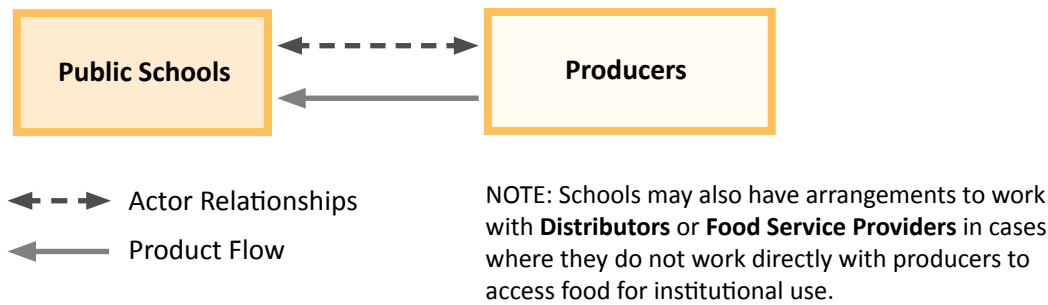 Public Schools
Producers
Actor Relationships
Product Flow
NOTE: Schools may also have arrangements to work
with Distributors or Food Service Providers in cases
where they do not work directly with producers to
access food for institutional use.